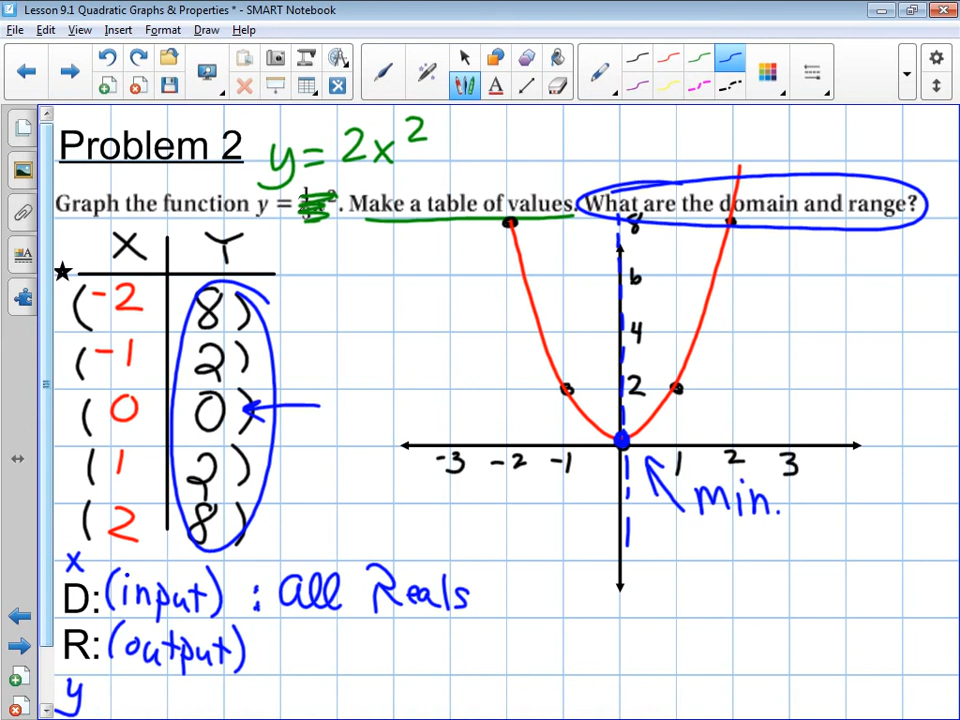 Lesson 9.1 Quadratic Graphs & Properties * - SMART Notebook
File Edit View Insert Format Draw Help
Problem 2 y = 2x²
Graph the function y = . Make a table of values. What are the domain and range?
X Y
(-2 8)
(-1 2)
(0 0)
(1 2)
(2 8)
8
6
4
2
-3 -2 -1 1 2 3
min.
x
D: (input) : All Reals
R: (output)
y